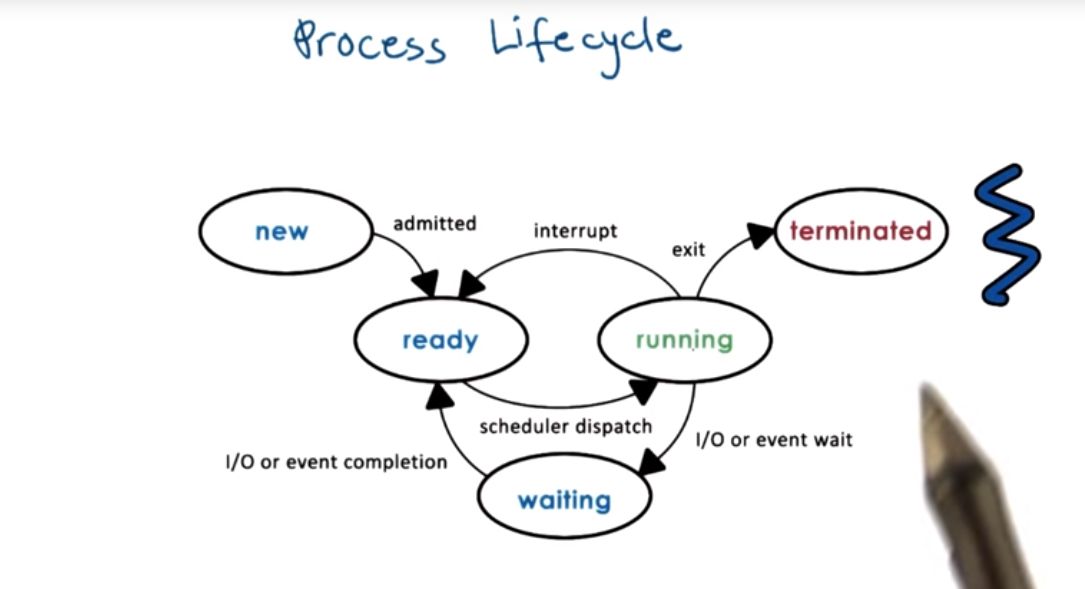 Process Lifecycle
new
admitted
interrupt
exit
terminated
ready
running
scheduler dispatch
I/O or event wait
I/O or event completion
waiting